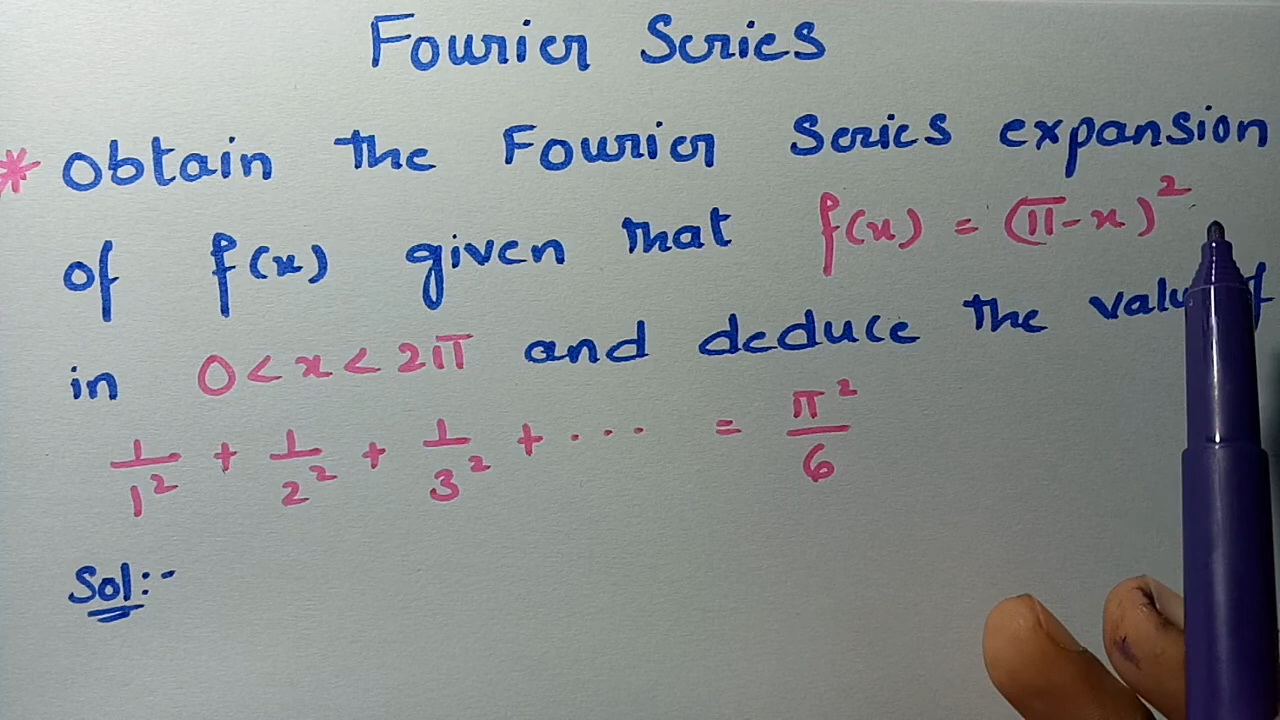 Fourier Series
* Obtain the Fourier Series expansion
of f(x) given that f(x) = (π-x)²
in 0<x<2π and deduce the
1/1² + 1/2² + 1/3² + ... = π²/6
Sol:-